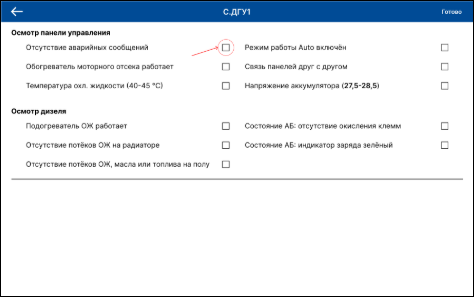 С.ДГУ1
Готово
Осмотр панели управления
Отсутствие аварийных сообщений
Режим работы Auto включён
Обогреватель моторного отсека работает
Связь панелей друг с другом
Температура охл. жидкости (40-45 °C)
Напряжение аккумулятора (27,5-28,5)
Осмотр дизеля
Подогреватель ОЖ работает
Состояние АБ: отсутствие окисления клемм
Отсутствие потёков ОЖ на радиаторе
Состояние АБ: индикатор заряда зелёный
Отсутствие потёков ОЖ, масла или топлива на полу